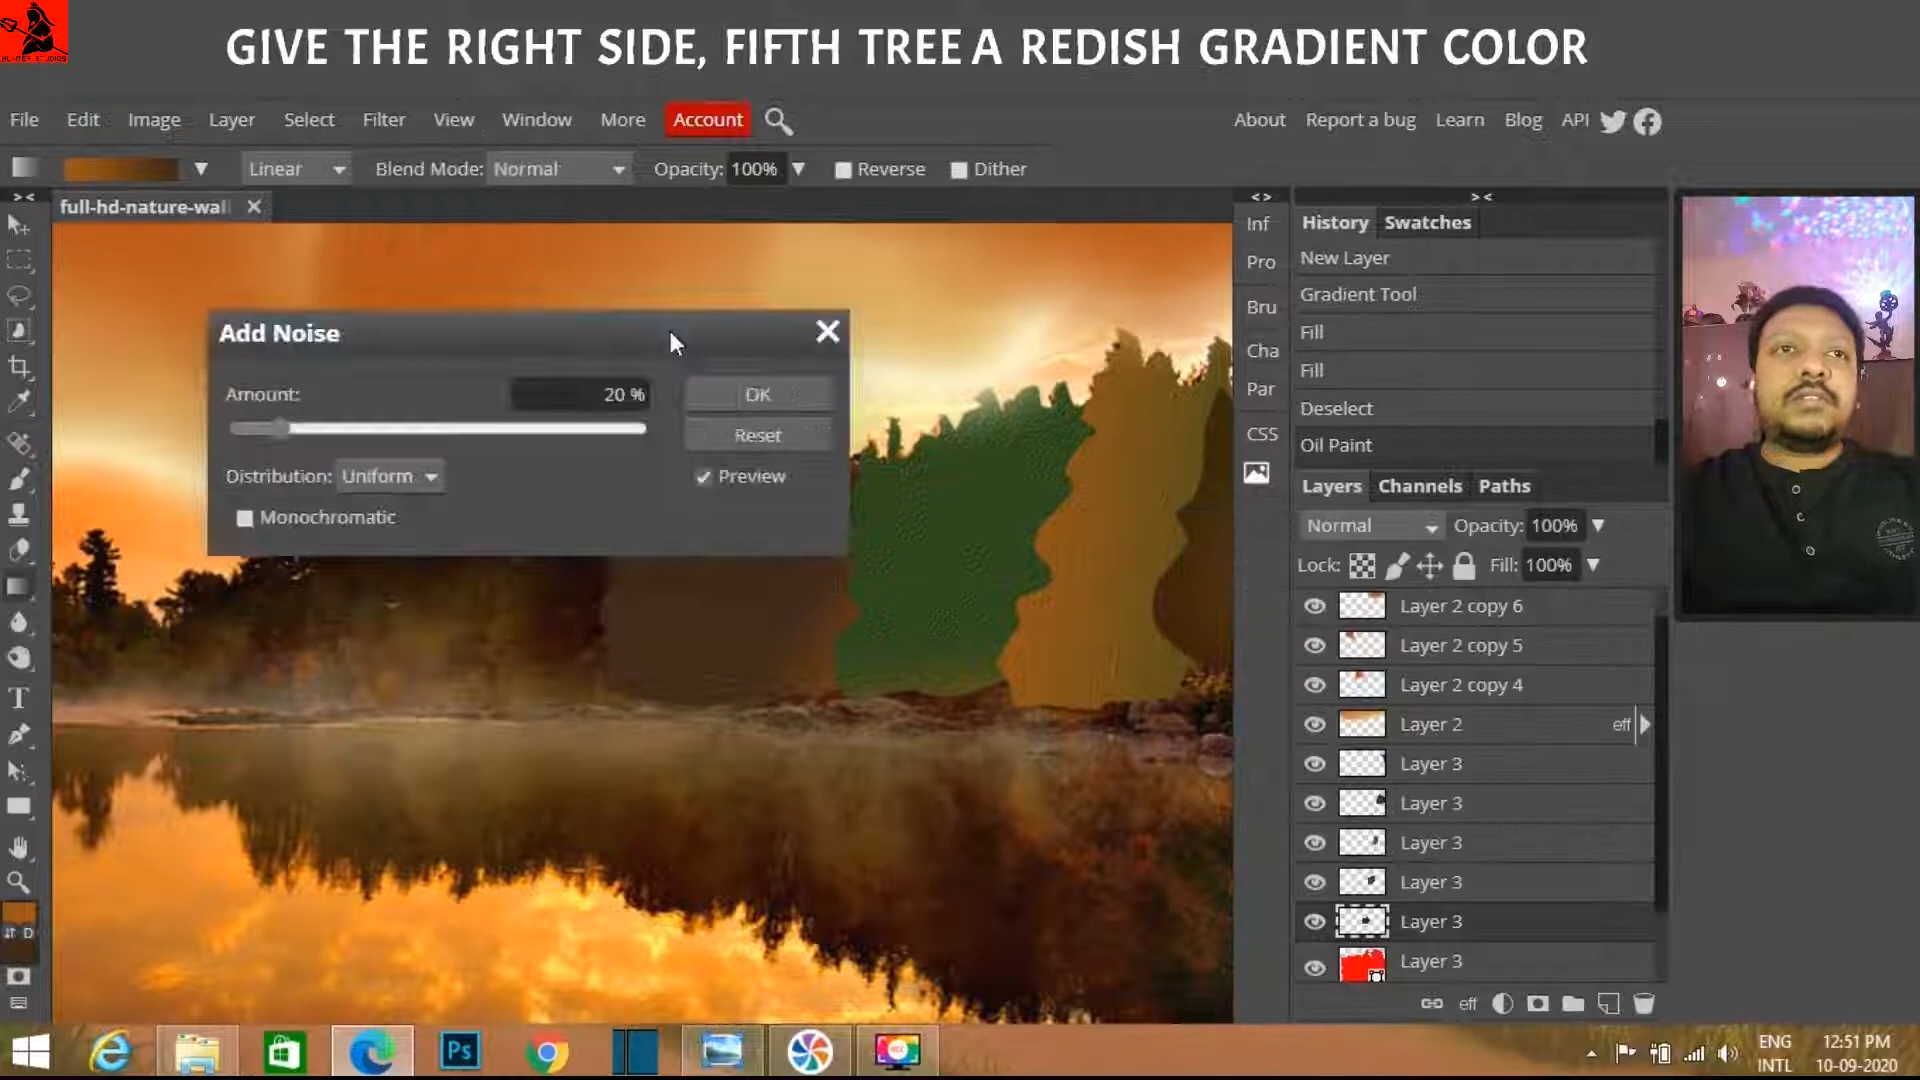 HUNTER STUDIOS
GIVE THE RIGHT SIDE, FIFTH TREE A REDISH GRADIENT COLOR
File Edit Image Layer Select Filter View Window More Account About Report a bug Learn Blog API
Linear Blend Mode: Normal Opacity: 100% Reverse Dither
full-hd-nature-wal
Add Noise
Amount: 20 %
OK
Reset
Distribution: Uniform
Preview
Monochromatic
Inf
Pro
Bru
Cha
Par
CSS
History Swatches
New Layer
Gradient Tool
Fill
Fill
Deselect
Oil Paint
Layers Channels Paths
Normal Opacity: 100%
Lock: Fill: 100%
Layer 2 copy 6
Layer 2 copy 5
Layer 2 copy 4
Layer 2 eff
Layer 3
Layer 3
Layer 3
Layer 3
Layer 3
Layer 3
eff
D
Ps
ENG 12:51 PM
INTL 10-09-2020